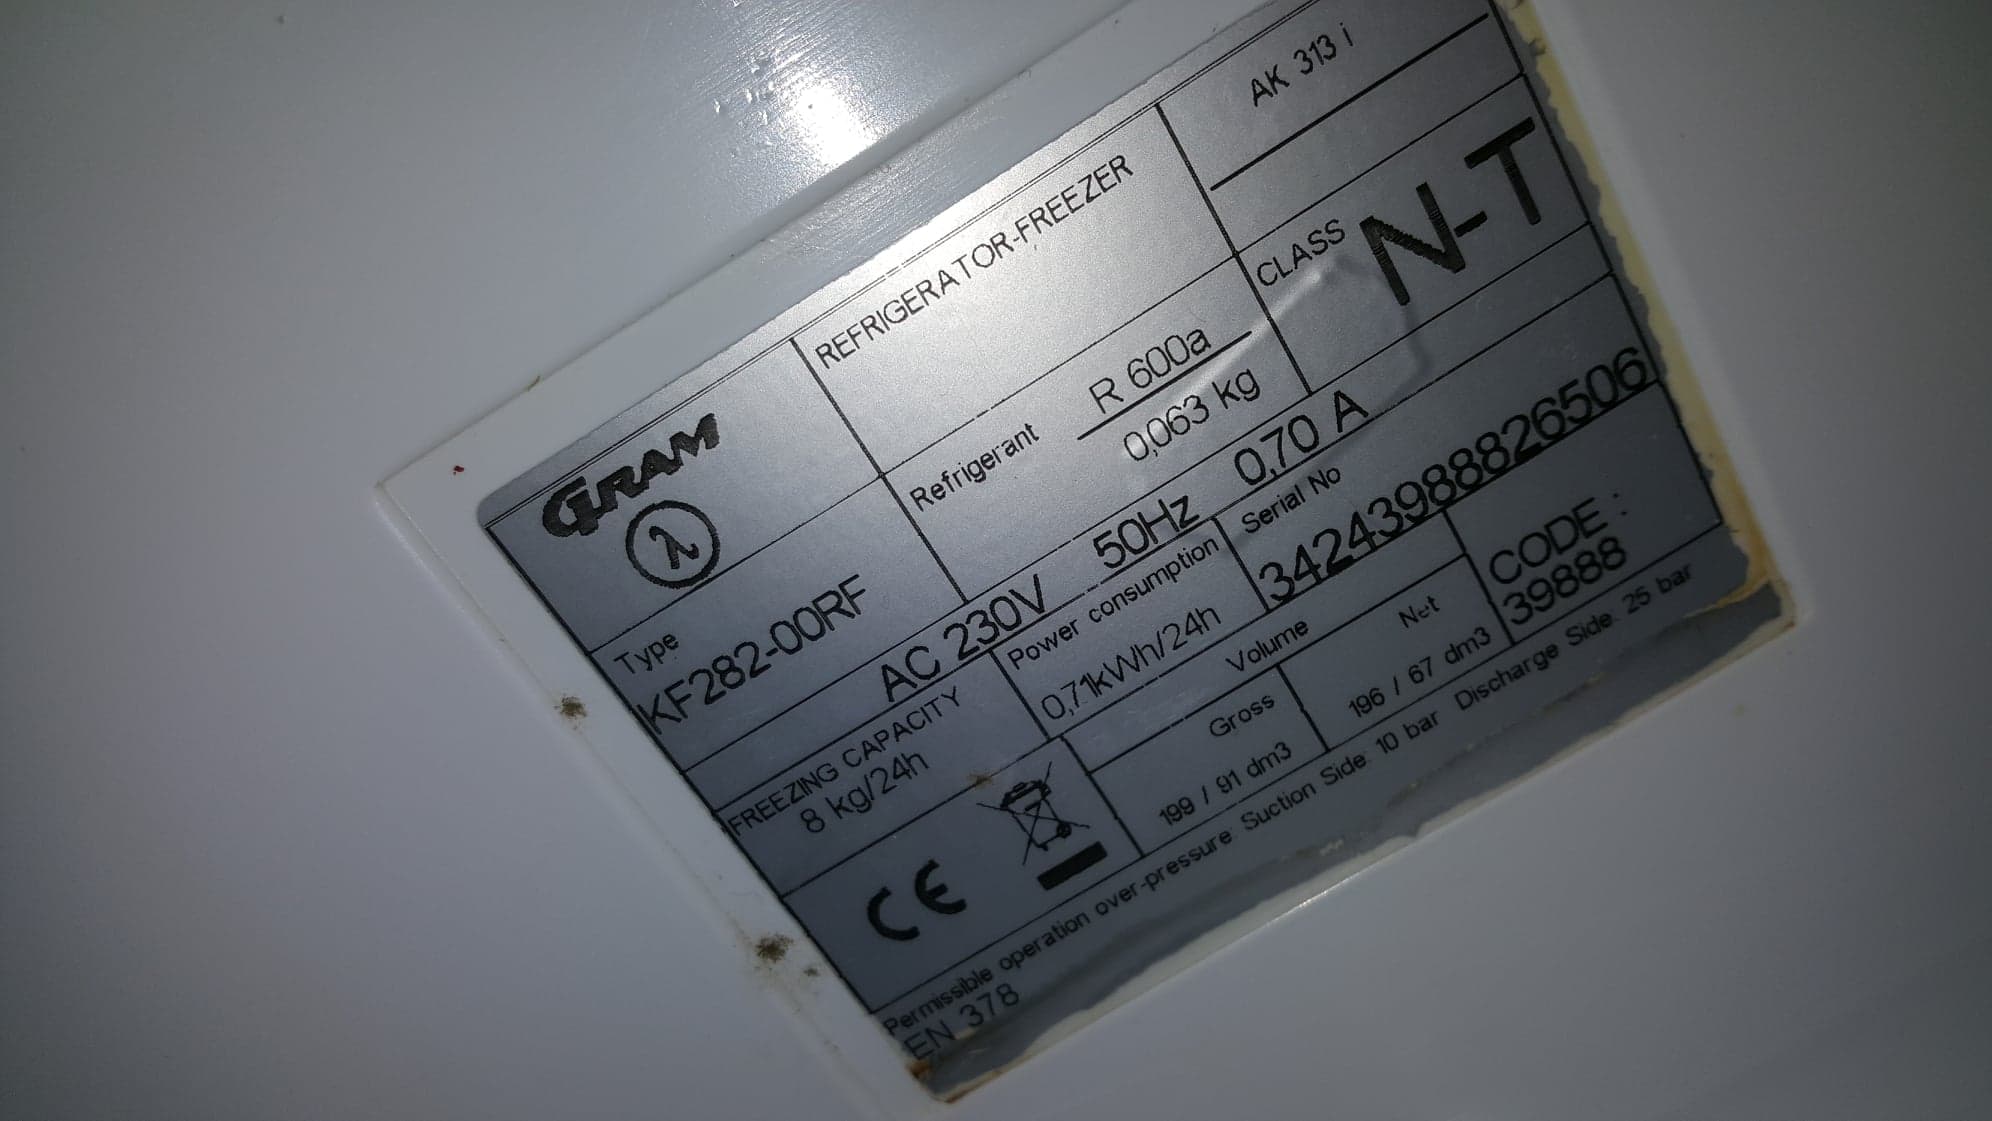 GRAM
λ
REFRIGERATOR-FREEZER
AK 313 i
Type
KF282-00RF
Refrigerant
R 600a
0,063 kg
CLASS
N-T
AC 230V 50Hz 0,70 A
FREEZING CAPACITY
8 kg/24h
Power consumption
0,71kWh/24h
Serial No
34243988826506
CE
Volume
Gross
199 / 91 dm3
Net
196 / 67 dm3
CODE :
39888
Permissible operation over-pressure Suction Side: 10 bar Discharge Side: 25 bar
EN 378